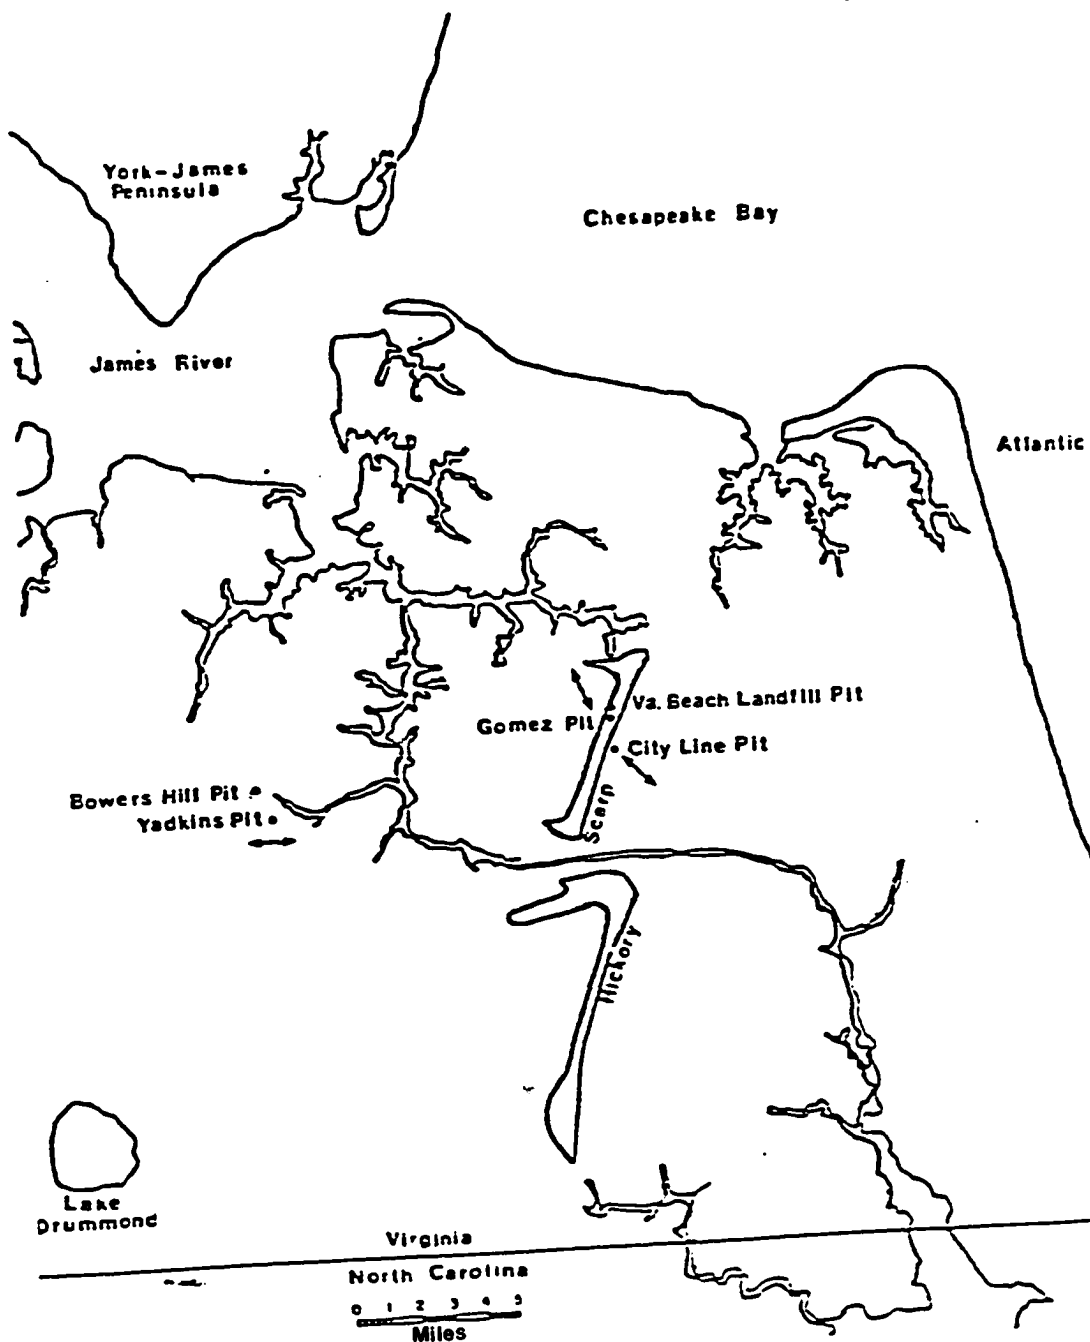 York-James
Peninsula
Chesapeake Bay
James River
Atlantic
Va. Beach Landfill Pit
Gomez Pit
City Line Pit
Bowers Hill Pit
Yadkins Pit
Scarp
Hickory
Lake
Drummond
Virginia
North Carolina
0 1 2 3 4 5
Miles